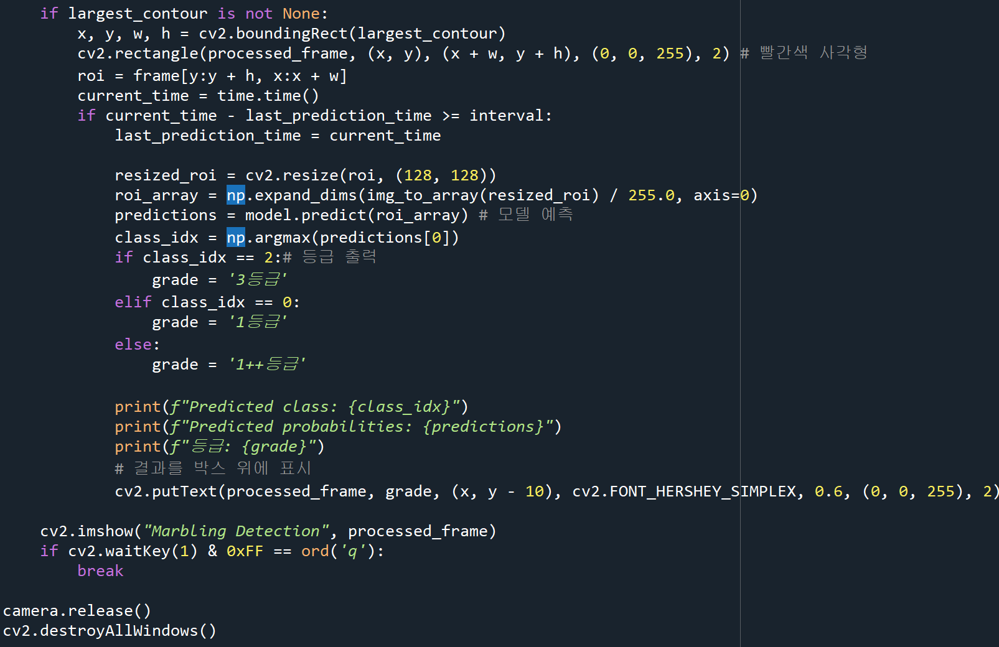 if largest_contour is not None:
x, y, w, h = cv2.boundingRect(largest_contour)
cv2.rectangle(processed_frame, (x, y), (x + w, y + h), (0, 0, 255), 2) # 빨간색 사각형
roi = frame[y:y + h, x:x + w]
current_time = time.time()
if current_time - last_prediction_time >= interval:
last_prediction_time = current_time
resized_roi = cv2.resize(roi, (128, 128))
roi_array = np.expand_dims(img_to_array(resized_roi) / 255.0, axis=0)
predictions = model.predict(roi_array) # 모델 예측
class_idx = np.argmax(predictions[0])
if class_idx == 2:# 등급 출력
grade = '3등급'
elif class_idx == 0:
grade = '1등급'
else:
grade = '1++등급'
print(f"Predicted class: {class_idx}")
print(f"Predicted probabilities: {predictions}")
print(f"등급: {grade}")
# 결과를 박스 위에 표시
cv2.putText(processed_frame, grade, (x, y - 10), cv2.FONT_HERSHEY_SIMPLEX, 0.6, (0, 0, 255), 2)
cv2.imshow("Marbling Detection", processed_frame)
if cv2.waitKey(1) & 0xFF == ord('q'):
break
camera.release()
cv2.destroyAllWindows()